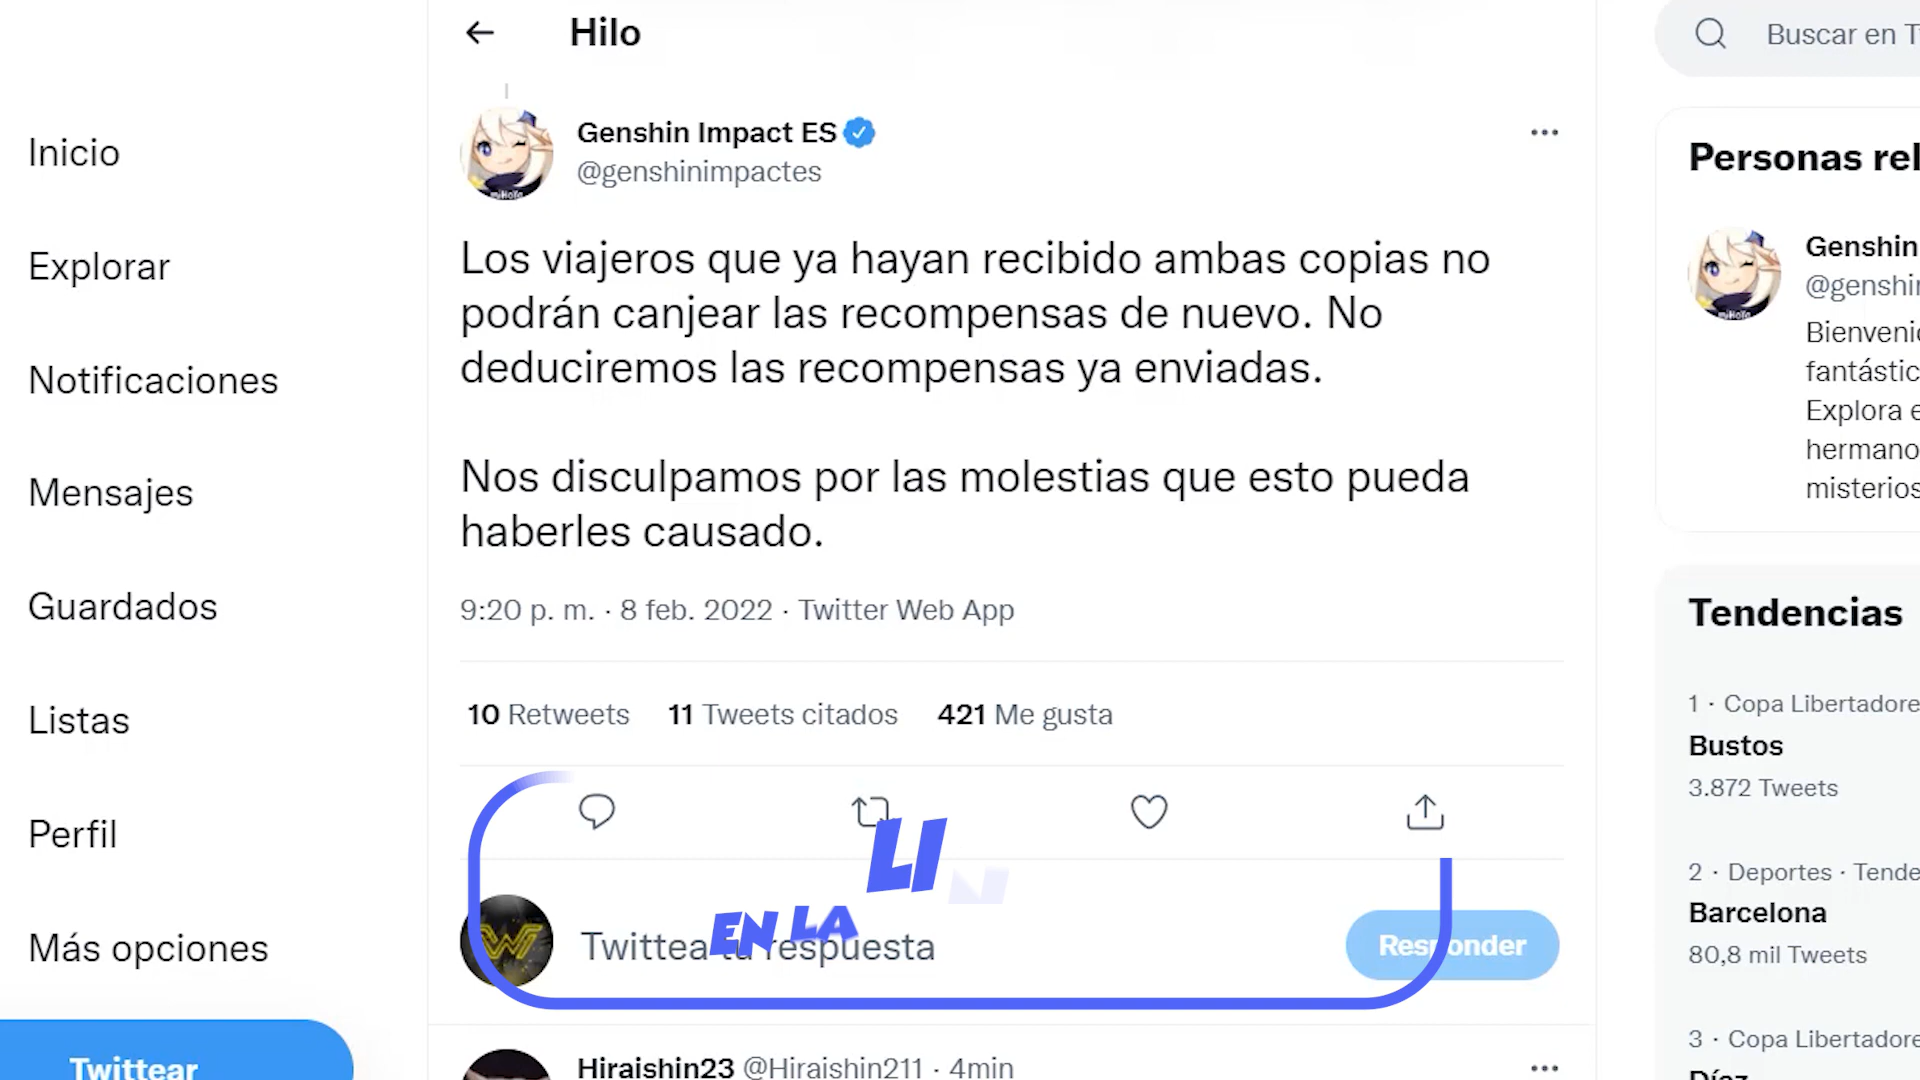 Hilo
Buscar en T
Inicio
Explorar
Notificaciones
Mensajes
Guardados
Listas
Perfil
Más opciones
Twittear
Genshin Impact ES
@genshinimpactes
Los viajeros que ya hayan recibido ambas copias no
podrán canjear las recompensas de nuevo. No
deduciremos las recompensas ya enviadas.
Nos disculpamos por las molestias que esto pueda
haberles causado.
9:20 p. m. · 8 feb. 2022 · Twitter Web App
10 Retweets 11 Tweets citados 421 Me gusta
LIN
EN LA
Twittea tu respuesta
Responder
Hiraishin23 @Hiraishin211 · 4min
Personas rel
Genshin
@genshin
Bienveni
fantástic
Explora e
hermano
misterios
Tendencias
1 · Copa Libertadore
Bustos
3.872 Tweets
2 · Deportes · Tende
Barcelona
80,8 mil Tweets
3 · Copa Libertadore
Díaz